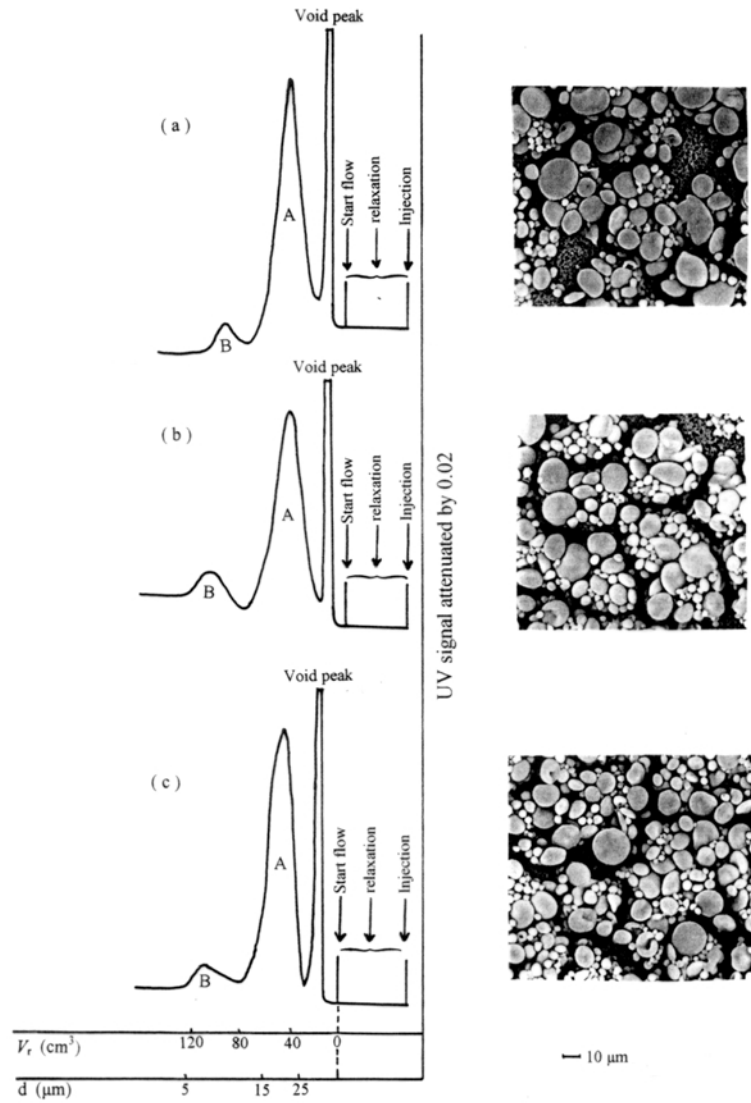 Void peak
( a )
A
B
Start flow
relaxation
Injection
Void peak
( b )
A
B
Start flow
relaxation
Injection
UV signal attenuated by 0.02
Void peak
( c )
A
B
Start flow
relaxation
Injection
Vr (cm³) 120 80 40 0
d (μm) 5 15 25
10 μm